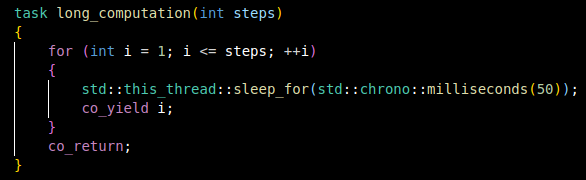 task long_computation(int steps)
{
    for (int i = 1; i <= steps; ++i)
    {
        std::this_thread::sleep_for(std::chrono::milliseconds(50));
        co_yield i;
    }
    co_return;
}